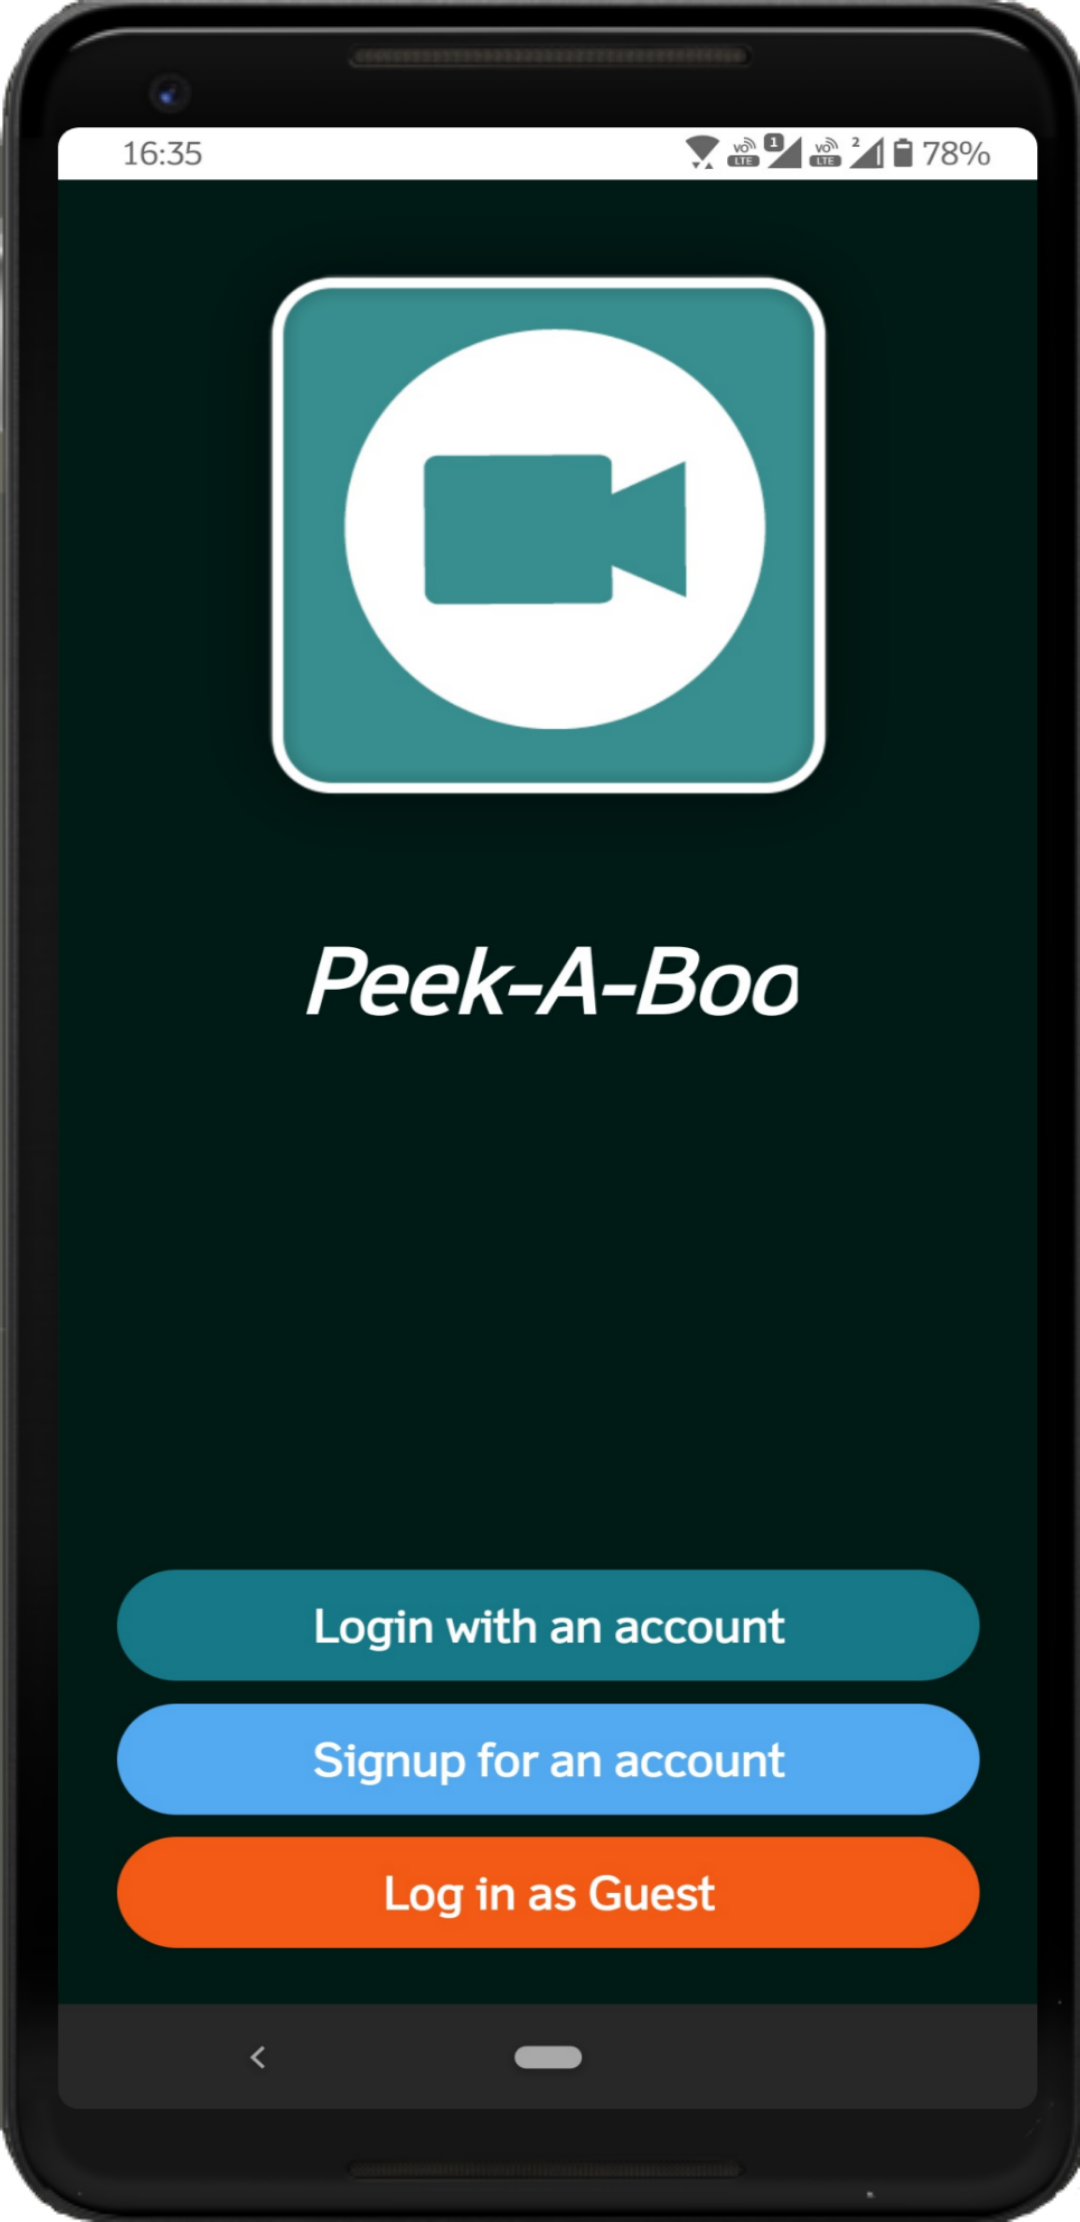 16:35 VO LTE 1 VO LTE 2 78%
Peek-A-Boo
Login with an account
Signup for an account
Log in as Guest